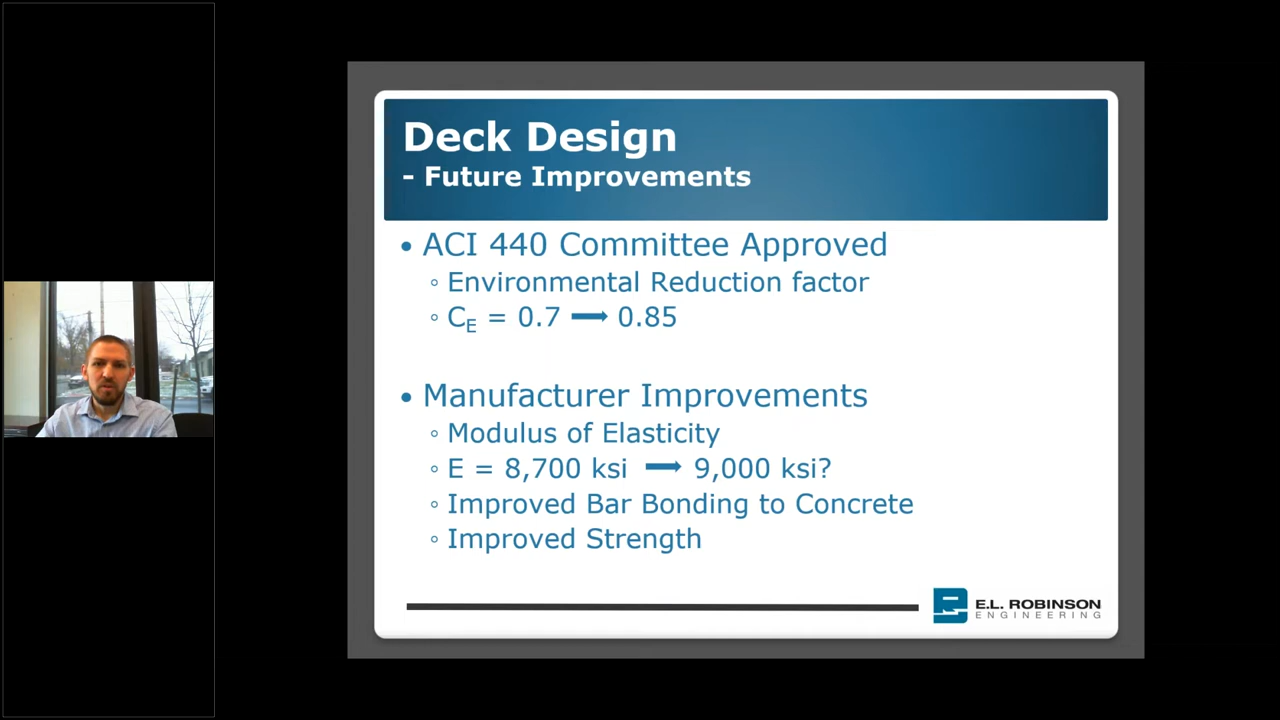 Deck Design
- Future Improvements
• ACI 440 Committee Approved
◦ Environmental Reduction factor
◦ CE = 0.7 → 0.85
• Manufacturer Improvements
◦ Modulus of Elasticity
◦ E = 8,700 ksi → 9,000 ksi?
◦ Improved Bar Bonding to Concrete
◦ Improved Strength
E.L. ROBINSON
ENGINEERING